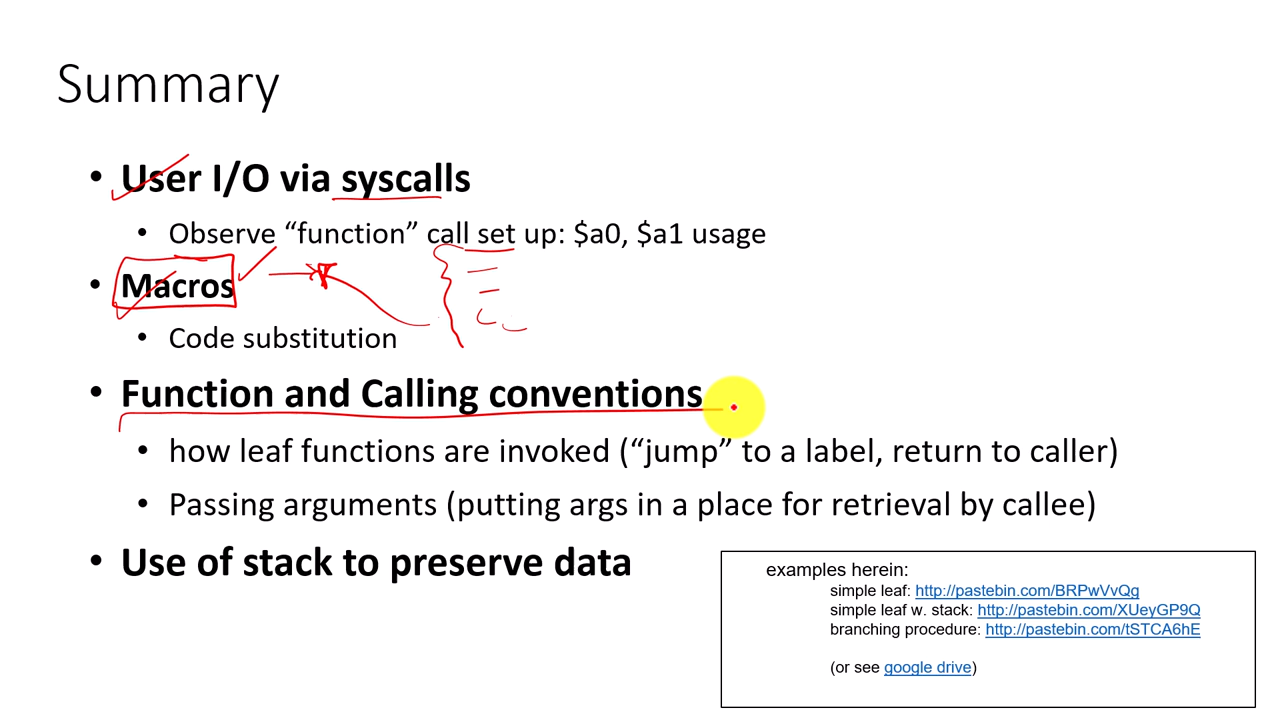 Summary
• User I/O via syscalls
• Observe “function” call set up: $a0, $a1 usage
• Macros
• Code substitution
• Function and Calling conventions
• how leaf functions are invoked (“jump” to a label, return to caller)
• Passing arguments (putting args in a place for retrieval by callee)
• Use of stack to preserve data
examples herein:
simple leaf: http://pastebin.com/BRPwVvQg
simple leaf w. stack: http://pastebin.com/XUeyGP9Q
branching procedure: http://pastebin.com/tSTCA6hE
(or see google drive)